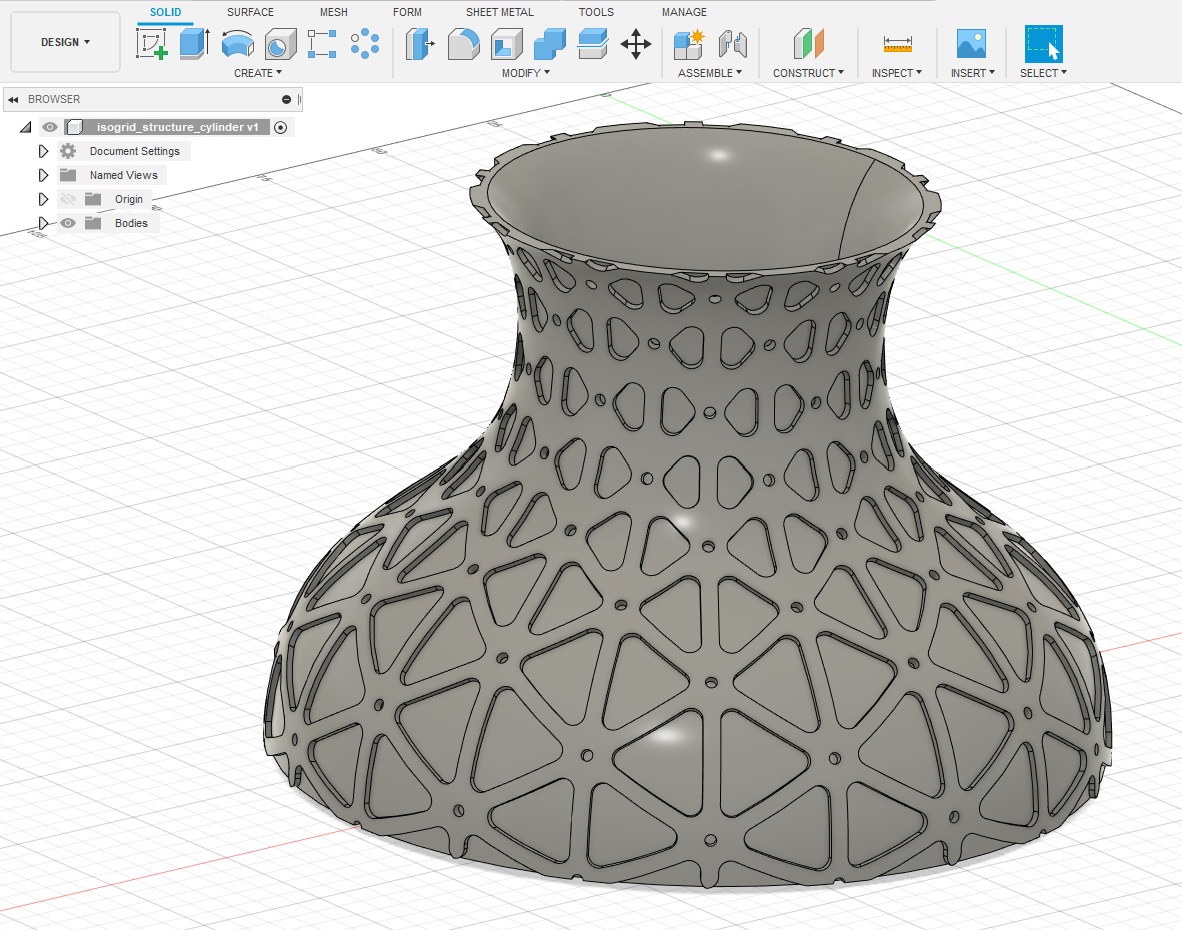 SOLID SURFACE MESH FORM SHEET METAL TOOLS MANAGE
DESIGN
CREATE MODIFY ASSEMBLE CONSTRUCT INSPECT INSERT SELECT
BROWSER
isogrid_structure_cylinder v1
Document Settings
Named Views
Origin
Bodies